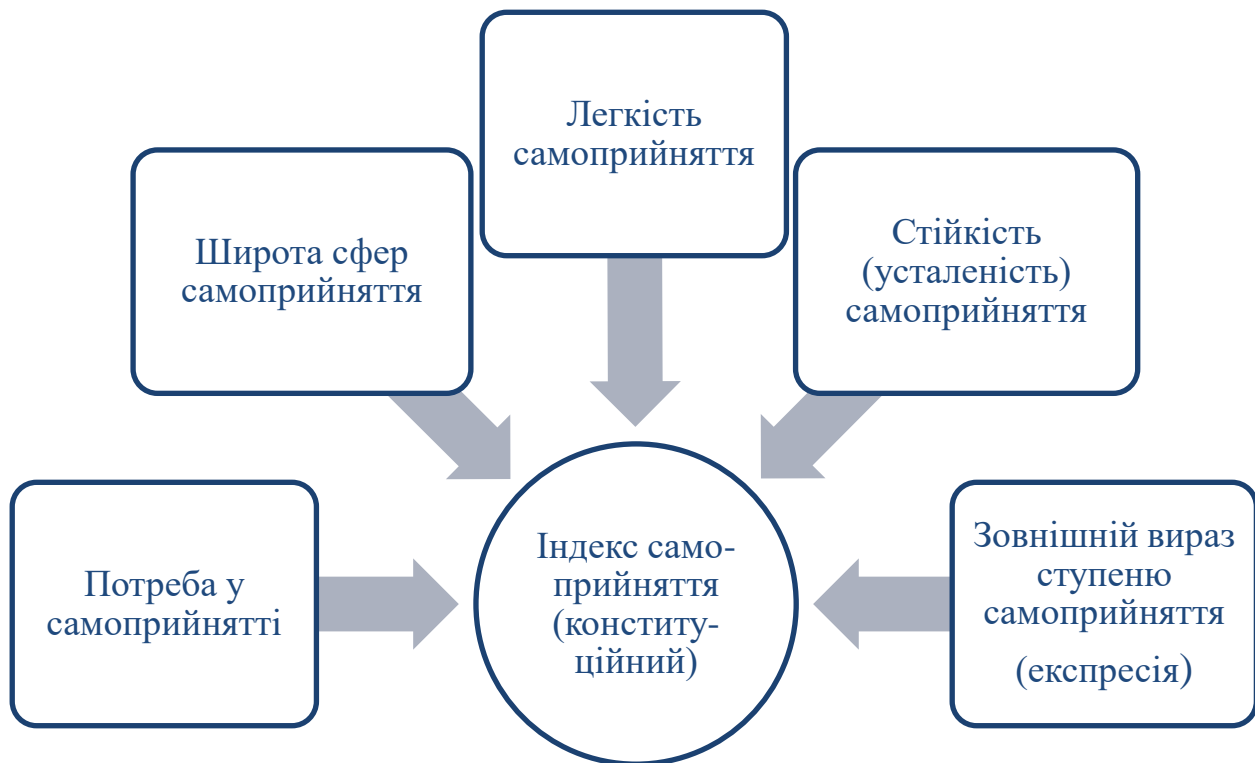 Легкість
самоприйняття
Широта сфер
самоприйняття
Стійкість
(усталеність)
самоприйняття
Потреба у
самоприйнятті
Індекс само-
прийняття
(конститу-
ційний)
Зовнішній вираз
ступеню
самоприйняття
(експресія)